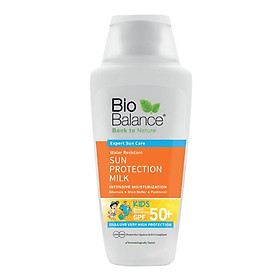 Bio
Balance®
Back to Nature
Expert Sun Care
Water Resistant
SUN
PROTECTION
MILK
INTENSIVE MOISTURIZATION
KIDS
SPF 50+
UVA & UVB VERY HIGH PROTECTION